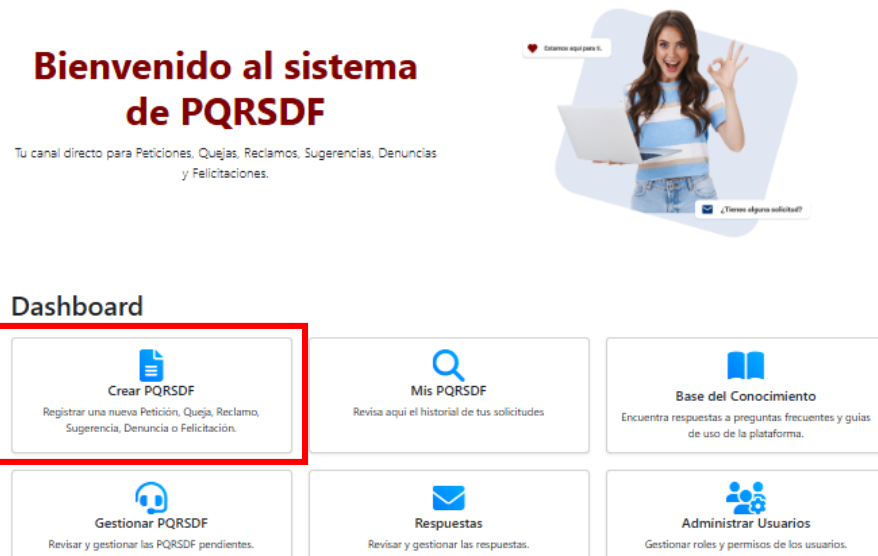 Bienvenido al sistema
de PQRSDF
Tu canal directo para Peticiones, Quejas, Reclamos, Sugerencias, Denuncias
y Felicitaciones.
Estamos aquí para ti.
¿Tienes alguna solicitud?
Dashboard
Crear PQRSDF
Registrar una nueva Petición, Queja, Reclamo,
Sugerencia, Denuncia o Felicitación.
Mis PQRSDF
Revisa aquí el historial de tus solicitudes
Base del Conocimiento
Encuentra respuestas a preguntas frecuentes y guías
de uso de la plataforma.
Gestionar PQRSDF
Revisar y gestionar las PQRSDF pendientes.
Respuestas
Revisar y gestionar las respuestas.
Administrar Usuarios
Gestionar roles y permisos de los usuarios.